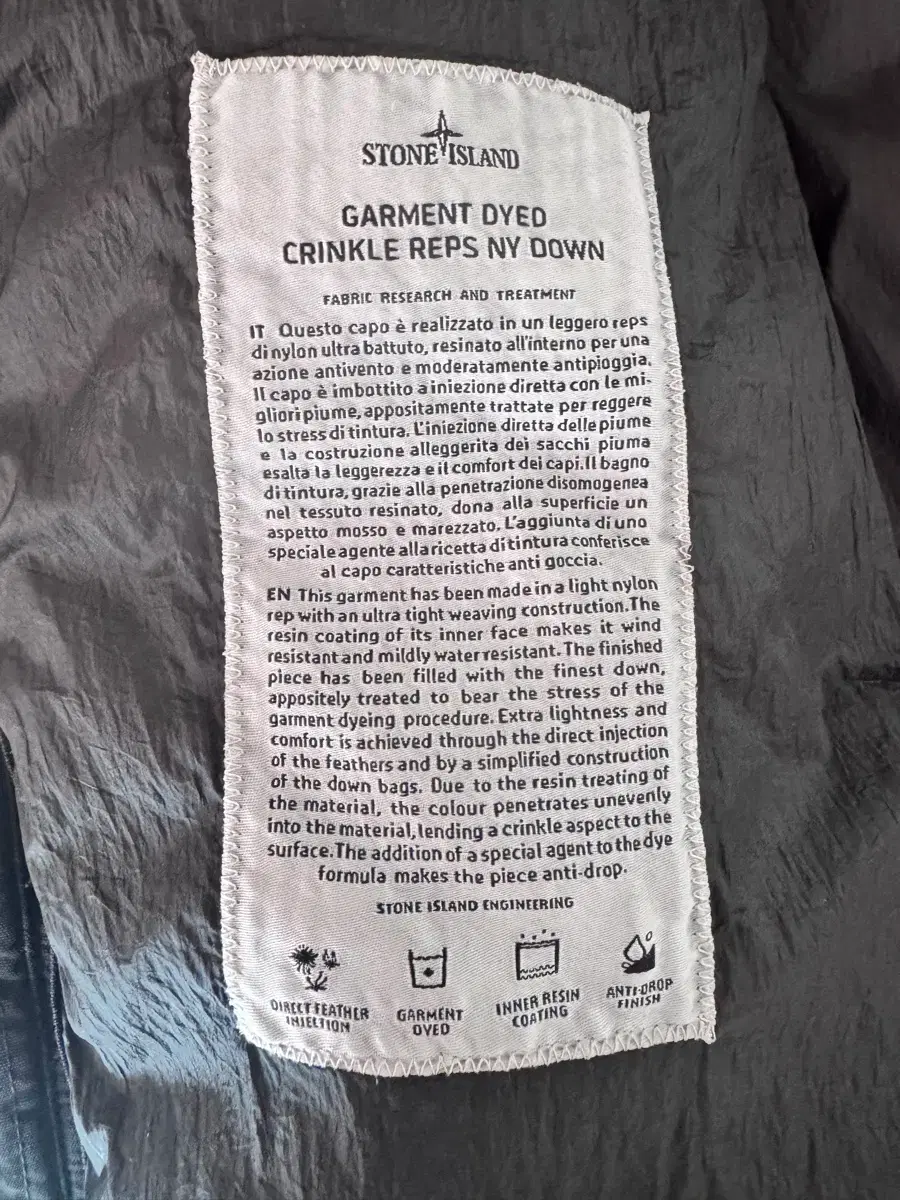 STONE ISLAND
GARMENT DYED
CRINKLE REPS NY DOWN
FABRIC RESEARCH AND TREATMENT
IT Questo capo è realizzato in un leggero reps
di nylon ultra battuto, resinato all'interno per una
azione antivento e moderatamente antipioggia.
Il capo è imbottito a iniezione diretta con le mi-
gliori piume, appositamente trattate per reggere
lo stress di tintura. L'iniezione diretta delle piume
e la costruzione alleggerita dei sacchi piuma
esalta la leggerezza e il comfort dei capi. Il bagno
di tintura, grazie alla penetrazione disomogenea
nel tessuto resinato, dona alla superficie un
aspetto mosso e marezzato. L'aggiunta di uno
speciale agente alla ricetta di tintura conferisce
al capo caratteristiche anti goccia.
EN This garment has been made in a light nylon
rep with an ultra tight weaving construction. The
resin coating of its inner face makes it wind
resistant and mildly water resistant. The finished
piece has been filled with the finest down,
appositely treated to bear the stress of the
garment dyeing procedure. Extra lightness and
comfort is achieved through the direct injection
of the feathers and by a simplified construction
of the down bags. Due to the resin treating of
the material, the colour penetrates unevenly
into the material, lending a crinkle aspect to the
surface. The addition of a special agent to the dye
formula makes the piece anti-drop.
STONE ISLAND ENGINEERING
DIRECT FEATHER
INJECTION
GARMENT
DYED
INNER RESIN
COATING
ANTI-DROP
FINISH